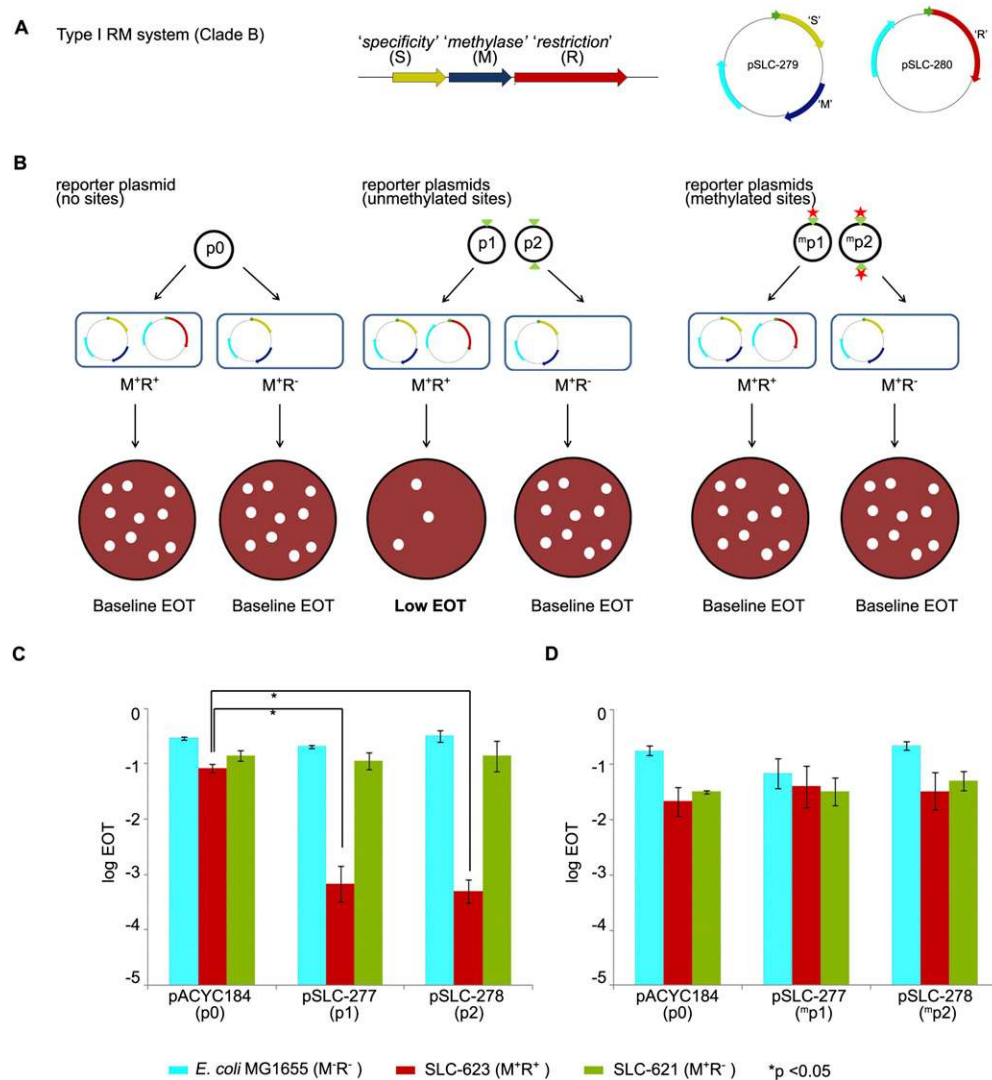 A
Type I RM system (Clade B)
'specificity' 'methylase' 'restriction'
(S) (M) (R)
'S'
pSLC-279
'M'
'R'
pSLC-280
B
reporter plasmid
(no sites)
reporter plasmids
(unmethylated sites)
reporter plasmids
(methylated sites)
p0
p1
p2
ᵐp1
ᵐp2
M⁺R⁺
M⁺R⁻
M⁺R⁺
M⁺R⁻
M⁺R⁺
M⁺R⁻
Baseline EOT
Baseline EOT
Low EOT
Baseline EOT
Baseline EOT
Baseline EOT
C
*
*
log EOT
0
-1
-2
-3
-4
-5
pACYC184
(p0)
pSLC-277
(p1)
pSLC-278
(p2)
D
log EOT
0
-1
-2
-3
-4
-5
pACYC184
(p0)
pSLC-277
(ᵐp1)
pSLC-278
(ᵐp2)
E. coli MG1655 (M⁻R⁻)
SLC-623 (M⁺R⁺)
SLC-621 (M⁺R⁻)
*p <0.05